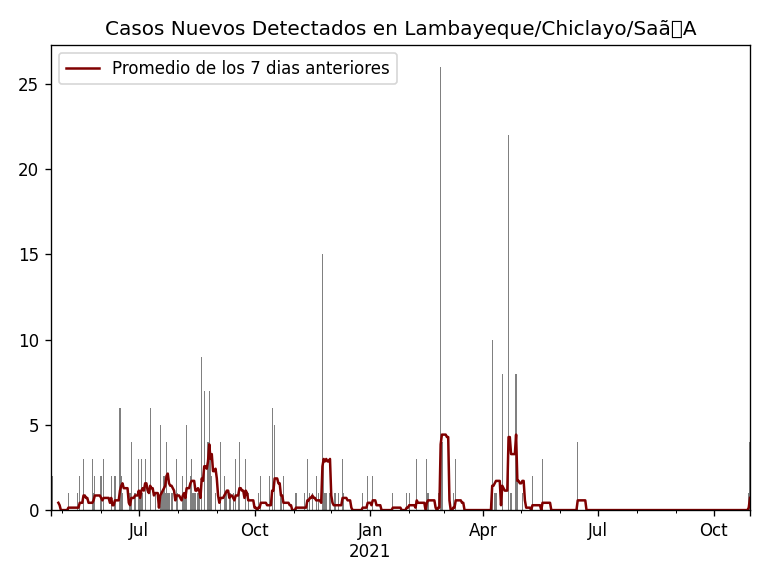 Casos Nuevos Detectados en Lambayeque/Chiclayo/Saã▯A
Promedio de los 7 dias anteriores
25
20
15
10
5
0
Jul
Oct
Jan
2021
Apr
Jul
Oct